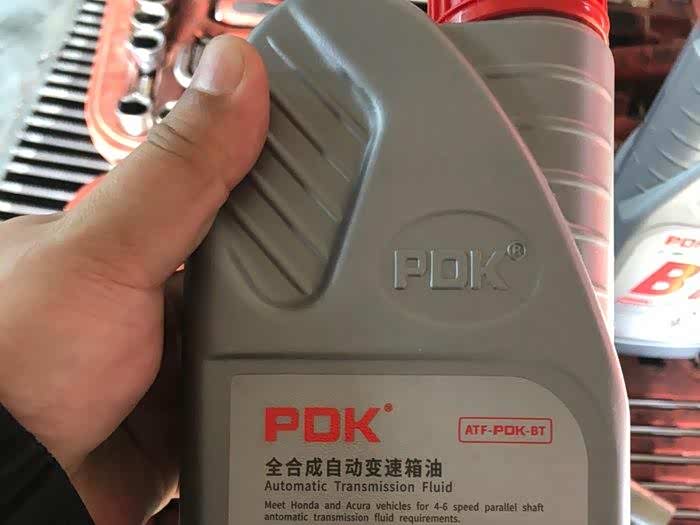 PDK®
PDK®
ATF-PDK-BT
全合成自动变速箱油
Automatic Transmission Fluid
Meet Honda and Acura vehicles for 4-6 speed parallel shaft
antomatic transmission fluid requirements.